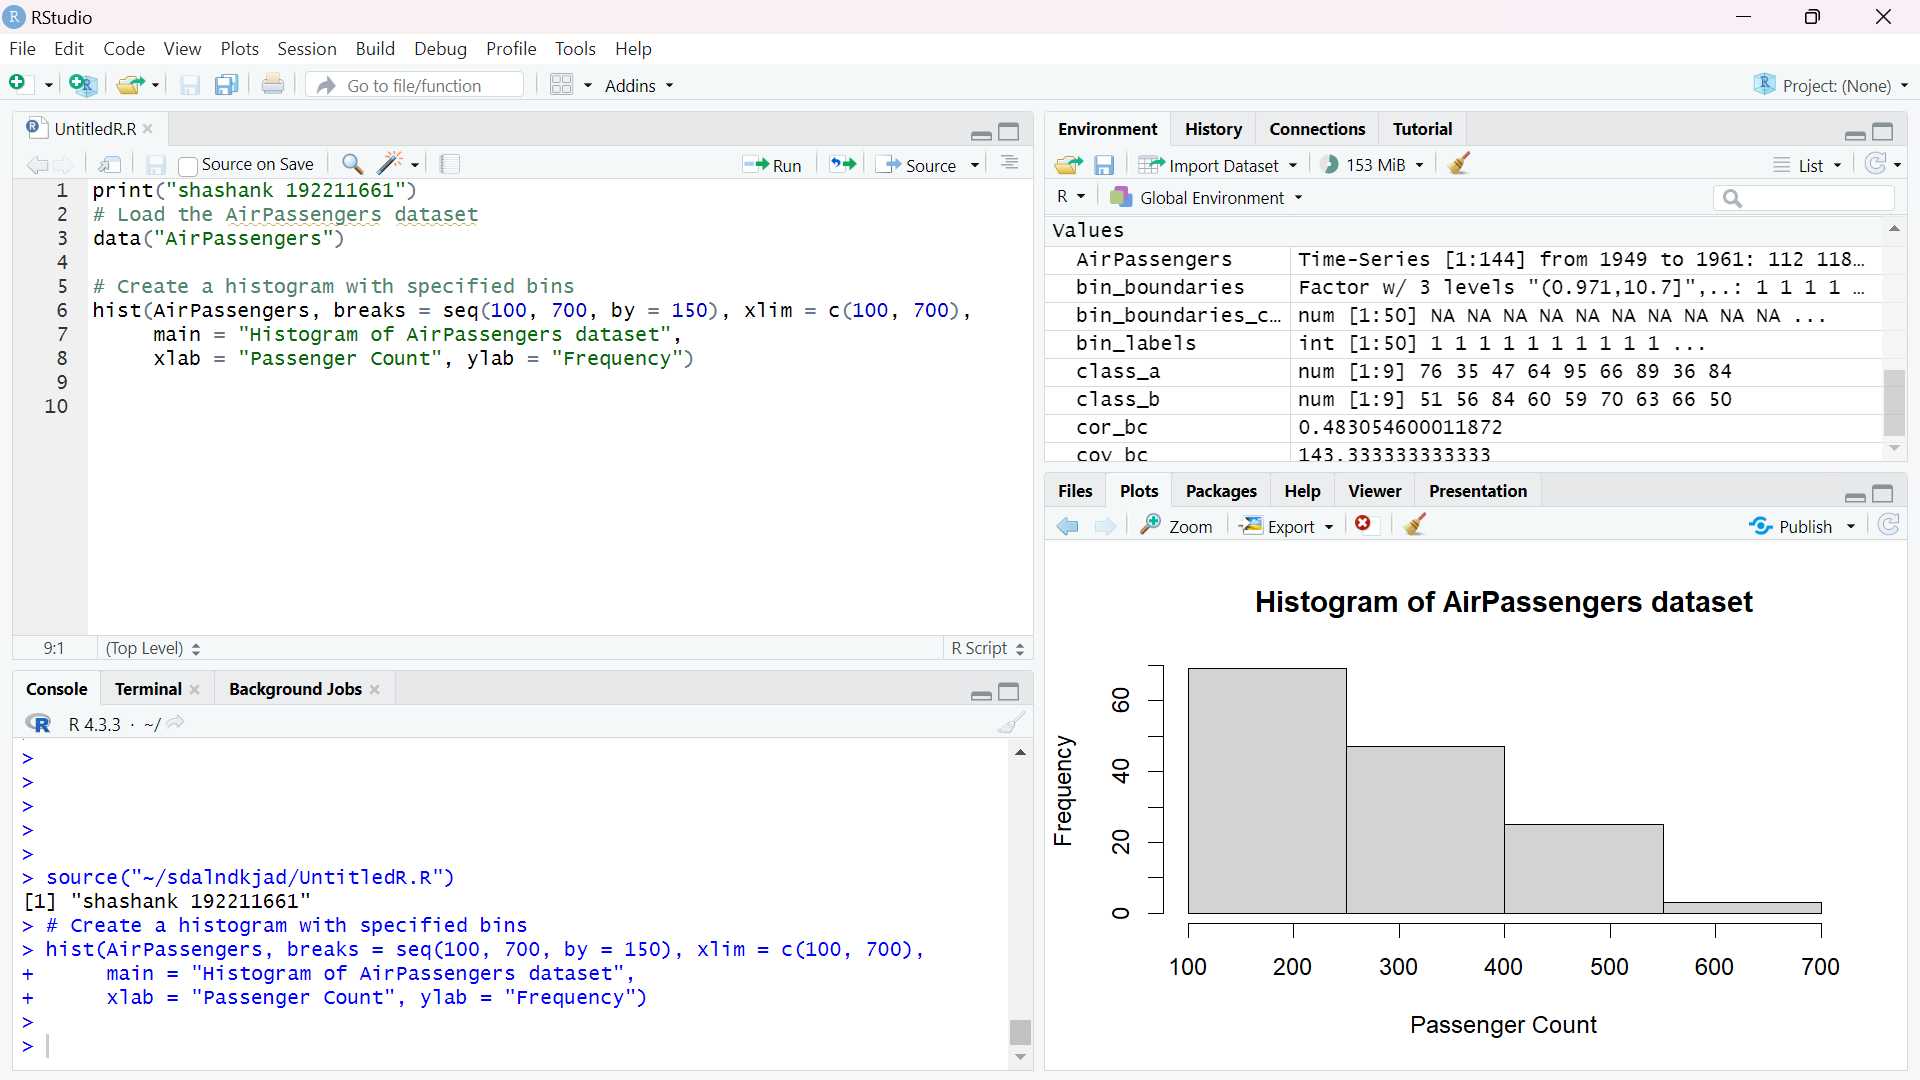 RStudio
File Edit Code View Plots Session Build Debug Profile Tools Help
Go to file/function Addins Project: (None)
UntitledR.R
Source on Save Run Source
1 print("shashank 192211661")
2 # Load the AirPassengers dataset
3 data("AirPassengers")
4
5 # Create a histogram with specified bins
6 hist(AirPassengers, breaks = seq(100, 700, by = 150), xlim = c(100, 700),
7 main = "Histogram of AirPassengers dataset",
8 xlab = "Passenger Count", ylab = "Frequency")
9
10
9:1 (Top Level) R Script
Console Terminal Background Jobs
R 4.3.3 · ~/
>
>
>
>
>
> source("~/sdalndkjad/UntitledR.R")
[1] "shashank 192211661"
> # Create a histogram with specified bins
> hist(AirPassengers, breaks = seq(100, 700, by = 150), xlim = c(100, 700),
+ main = "Histogram of AirPassengers dataset",
+ xlab = "Passenger Count", ylab = "Frequency")
>
>
Environment History Connections Tutorial
Import Dataset 153 MiB List
R Global Environment
Values
AirPassengers Time-Series [1:144] from 1949 to 1961: 112 118…
bin_boundaries Factor w/ 3 levels "(0.971,10.7]",..: 1 1 1 1 …
bin_boundaries_c… num [1:50] NA NA NA NA NA NA NA NA NA NA ...
bin_labels int [1:50] 1 1 1 1 1 1 1 1 1 1 ...
class_a num [1:9] 76 35 47 64 95 66 89 36 84
class_b num [1:9] 51 56 84 60 59 70 63 66 50
cor_bc 0.483054600011872
cov_bc 143.333333333333
Files Plots Packages Help Viewer Presentation
Zoom Export Publish
Histogram of AirPassengers dataset
Frequency
60
40
20
0
100 200 300 400 500 600 700
Passenger Count